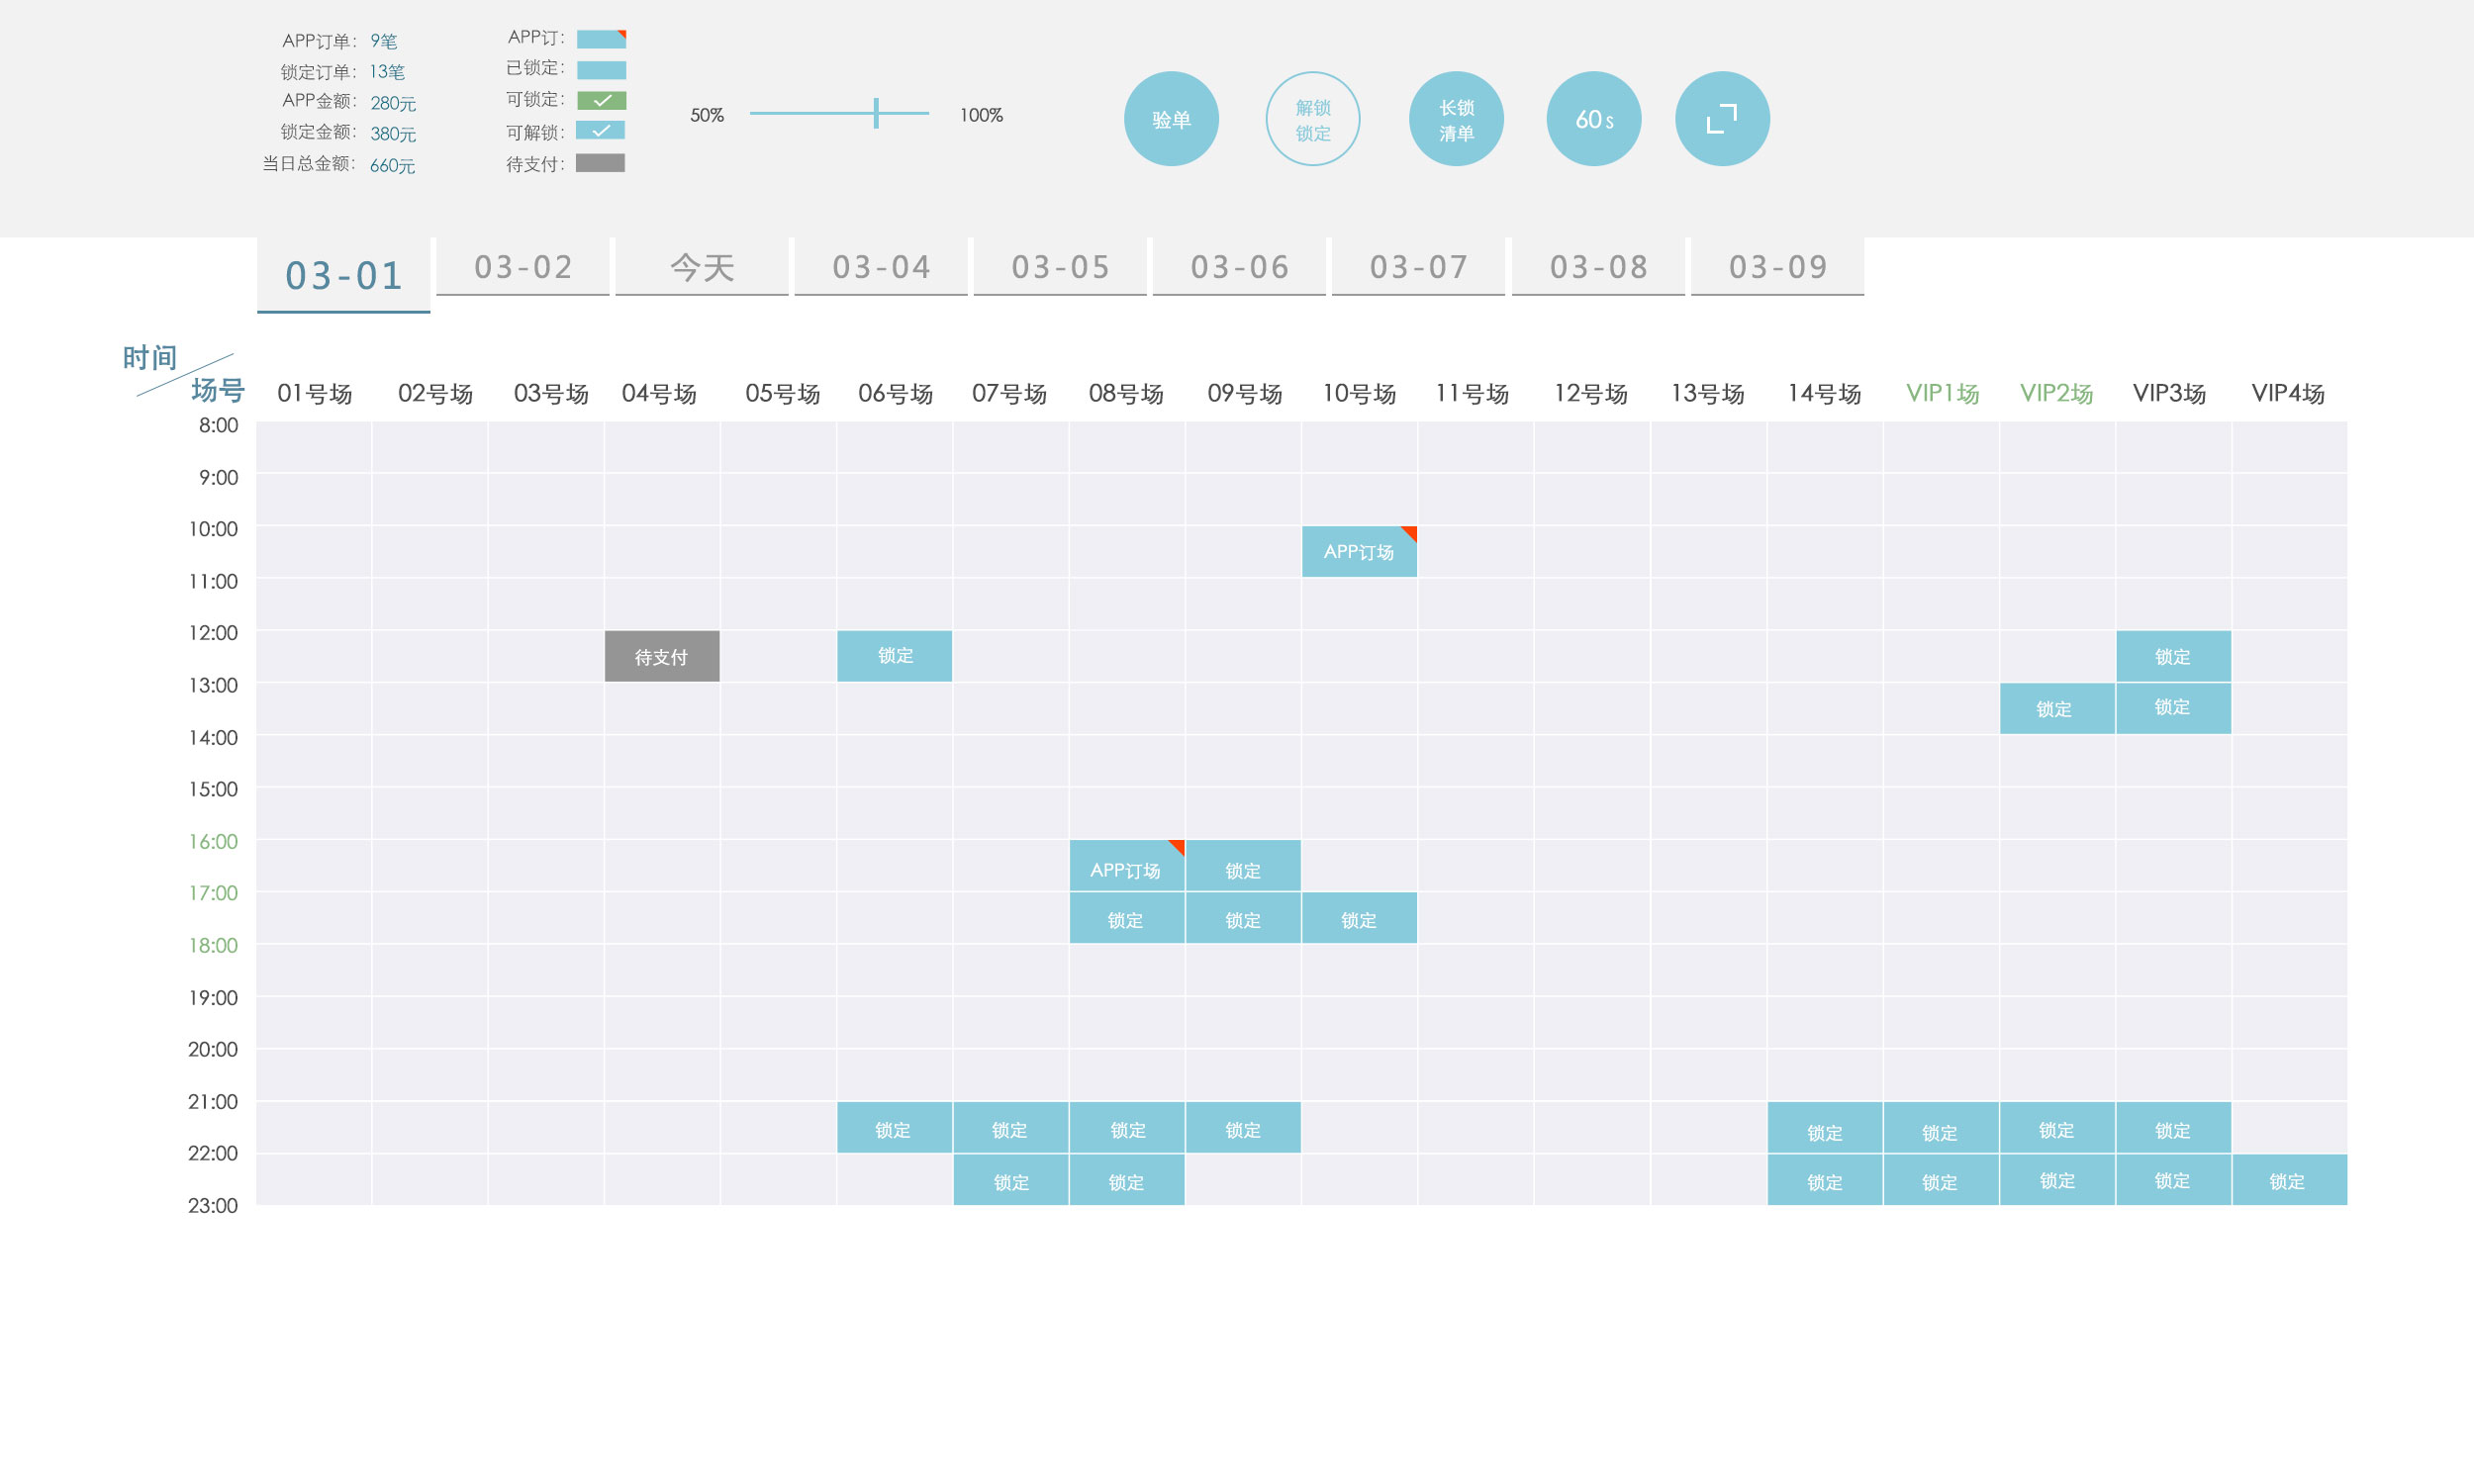 APP订单： 9笔
锁定订单： 13笔
APP金额： 280元
锁定金额： 380元
当日总金额： 660元
APP订：
已锁定：
可锁定：
可解锁：
待支付：
50% 100%
验单
解锁
锁定
长锁
清单
60 s
03-01 03-02 今天 03-04 03-05 03-06 03-07 03-08 03-09
时间
场号
01号场 02号场 03号场 04号场 05号场 06号场 07号场 08号场 09号场 10号场 11号场 12号场 13号场 14号场 VIP1场 VIP2场 VIP3场 VIP4场
8:00
9:00
10:00
APP订场
11:00
12:00
待支付 锁定 锁定
13:00
锁定 锁定
14:00
15:00
16:00
APP订场 锁定
17:00
锁定 锁定 锁定
18:00
19:00
20:00
21:00
锁定 锁定 锁定 锁定 锁定 锁定 锁定 锁定
22:00
锁定 锁定 锁定 锁定 锁定 锁定 锁定
23:00